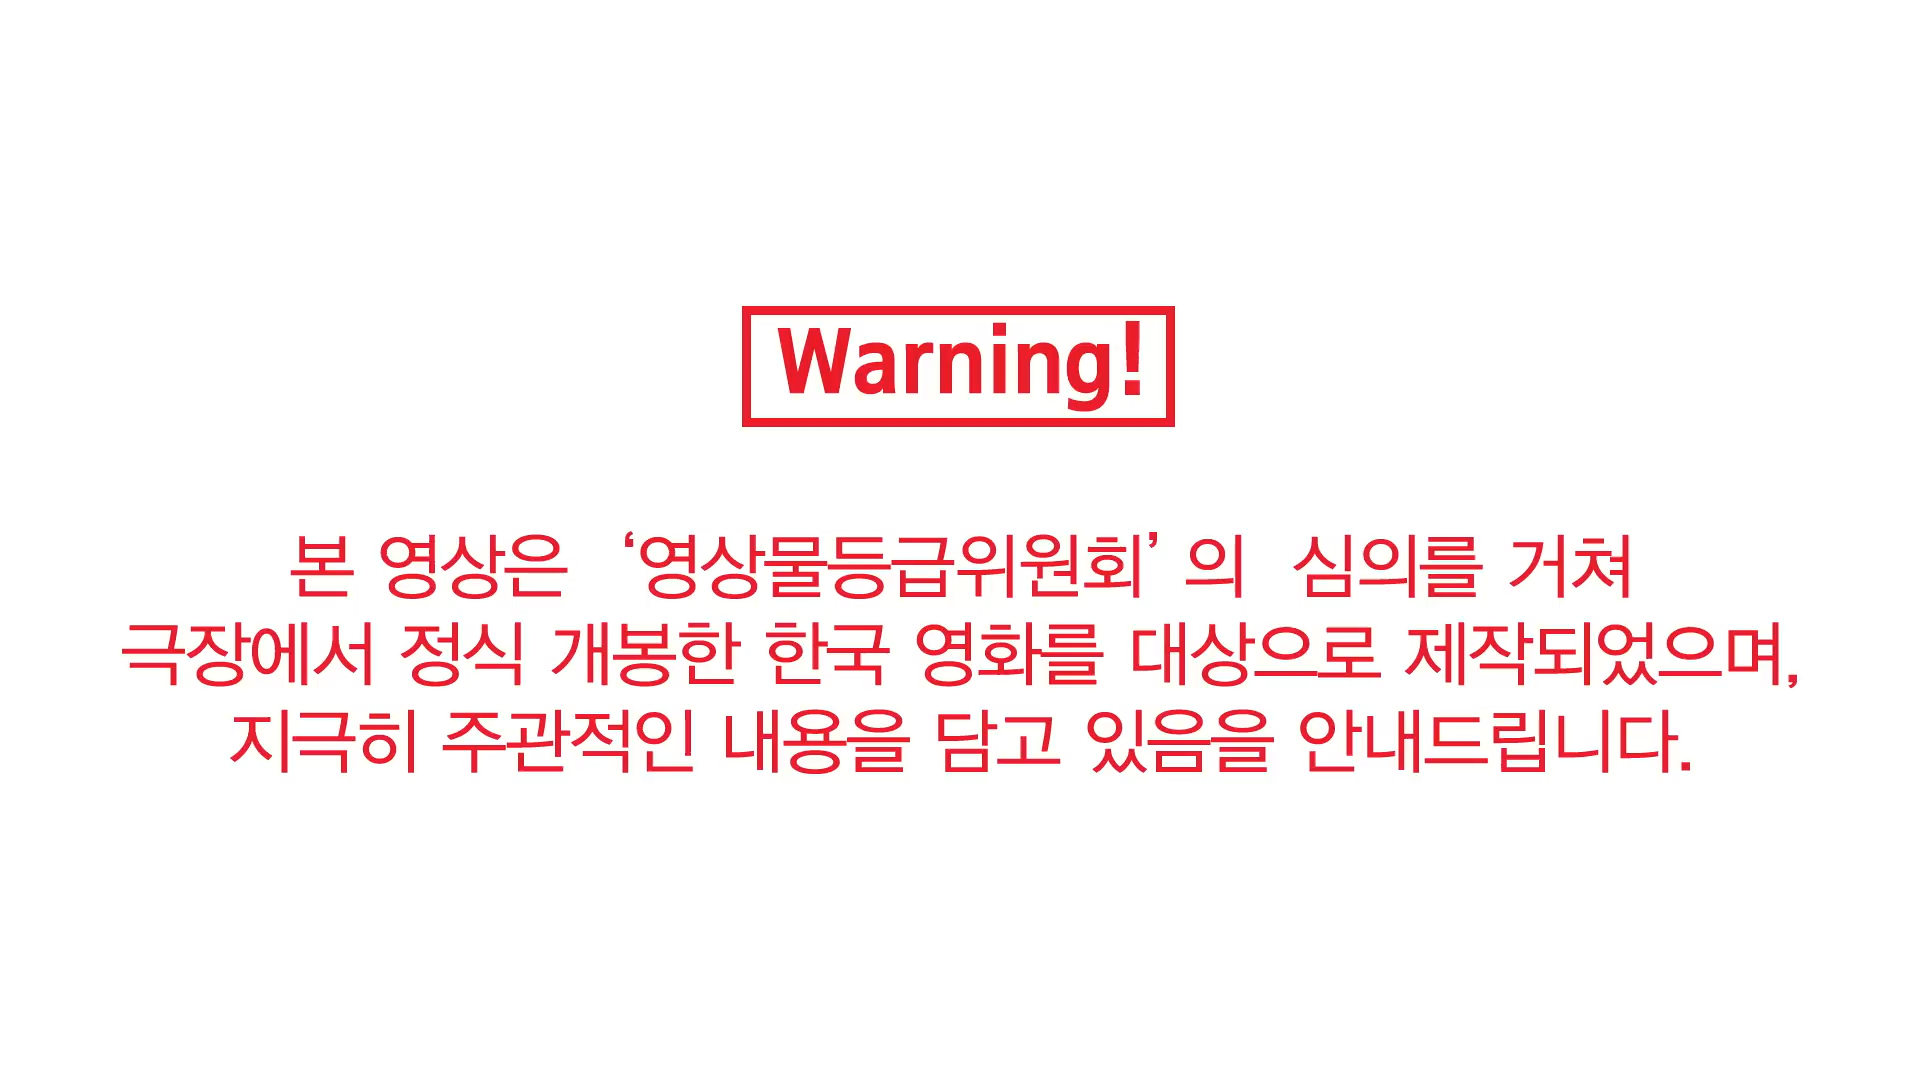 Warning!
본 영상은 ‘영상물등급위원회’의 심의를 거쳐
극장에서 정식 개봉한 한국 영화를 대상으로 제작되었으며,
지극히 주관적인 내용을 담고 있음을 안내드립니다.